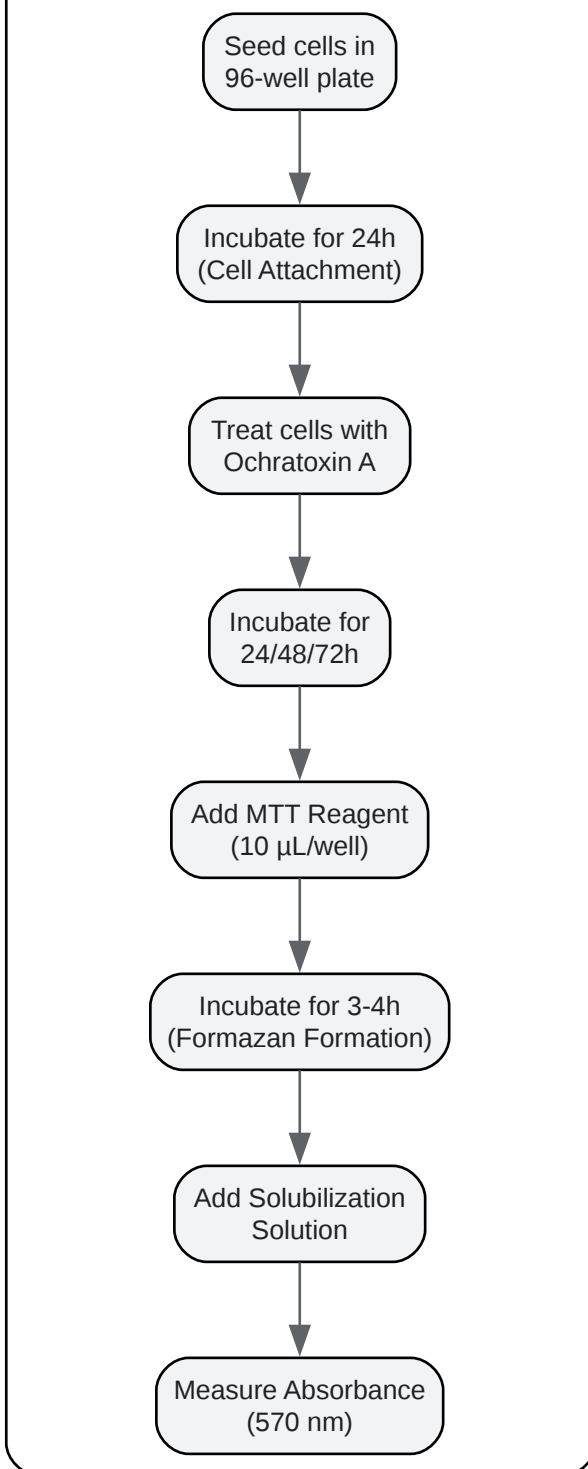 Seed cells in
96-well plate
Incubate for 24h
(Cell Attachment)
Treat cells with
Ochratoxin A
Incubate for
24/48/72h
Add MTT Reagent
(10 µL/well)
Incubate for 3-4h
(Formazan Formation)
Add Solubilization
Solution
Measure Absorbance
(570 nm)